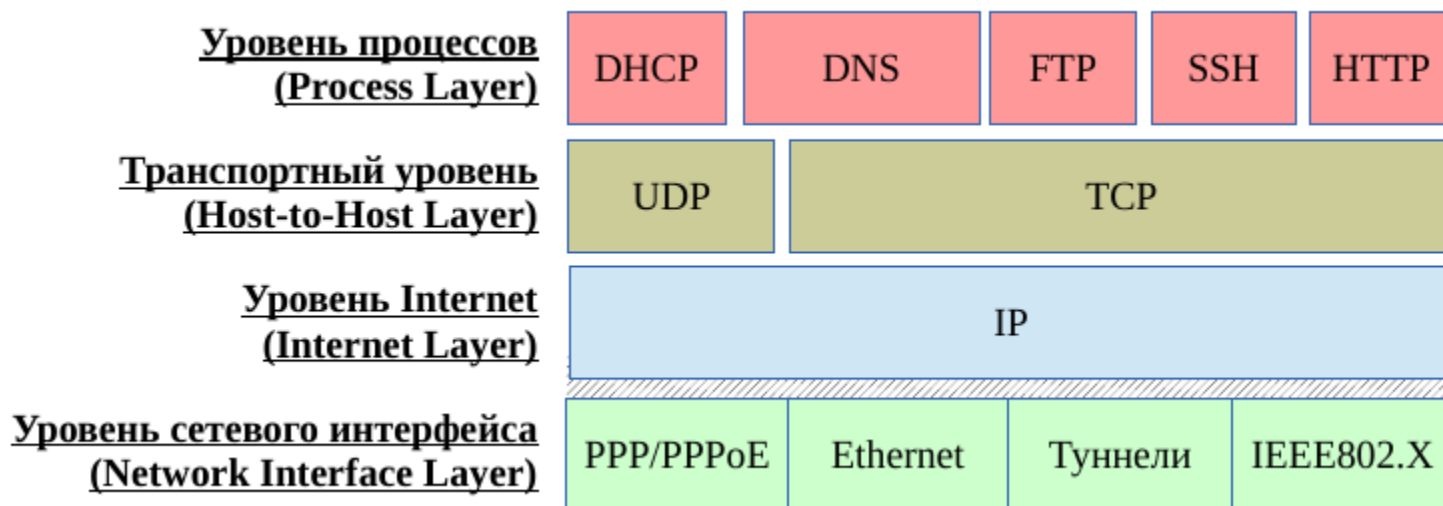 Уровень процессов
(Process Layer)
DHCP DNS FTP SSH HTTP
Транспортный уровень
(Host-to-Host Layer)
UDP TCP
Уровень Internet
(Internet Layer)
IP
Уровень сетевого интерфейса
(Network Interface Layer)
PPP/PPPoE Ethernet Туннели IEEE802.X